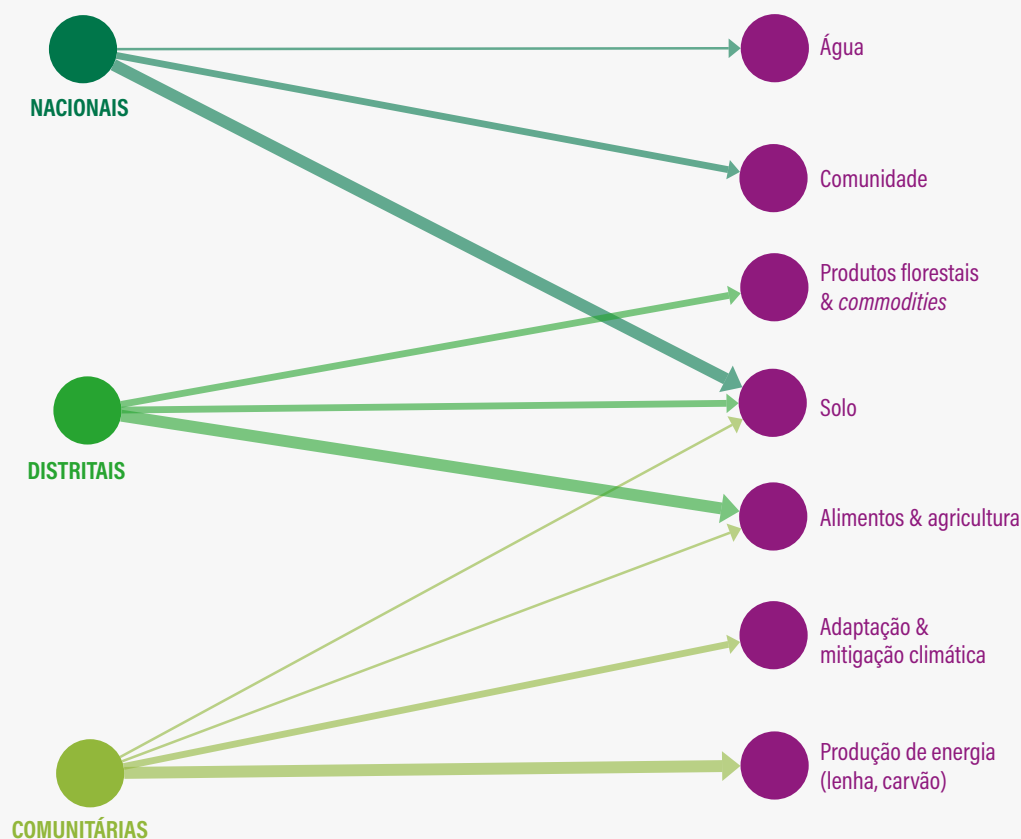 Água
NACIONAIS
Comunidade
Produtos florestais
& commodities
Solo
DISTRITAIS
Alimentos & agricultura
Adaptação &
mitigação climática
Produção de energia
(lenha, carvão)
COMUNITÁRIAS